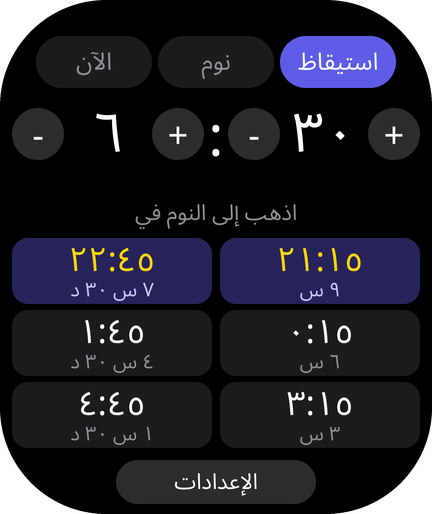 استيقاظ نوم الآن
+ ٣٠ - : + ٦ -
اذهب إلى النوم في
٢١:١٥
٩ س
٢٢:٤٥
٧ س ٣٠ د
٠:١٥
٦ س
١:٤٥
٤ س ٣٠ د
٣:١٥
٣ س
٤:٤٥
١ س ٣٠ د
الإعدادات